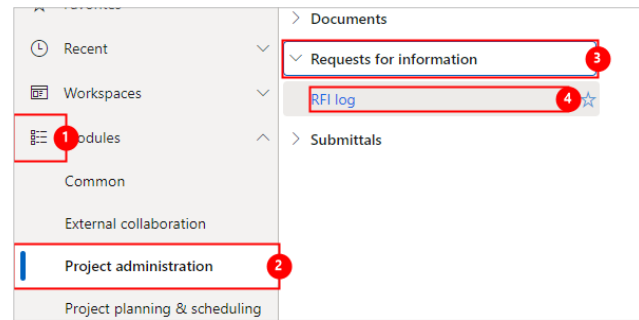 Recent
Workspaces
1
Modules
Common
External collaboration
Project administration
2
Project planning & scheduling
Documents
Requests for information
3
RFI log
4
Submittals